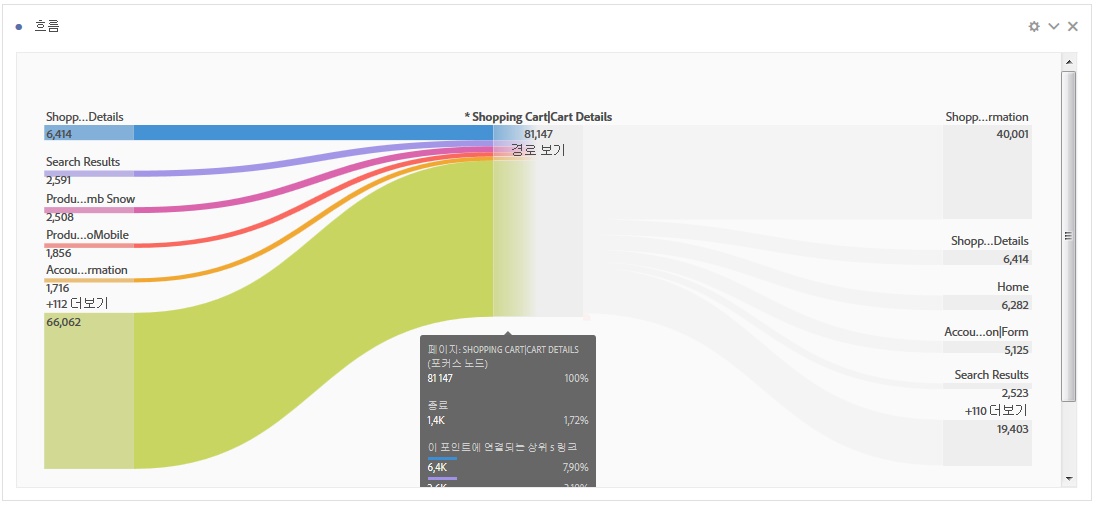 흐름
Shopp...Details
6,414
Search Results
2,591
Produ...mb Snow
2,508
Produ...oMobile
1,856
Accou...rmation
1,716
+112 더보기
66,062
* Shopping Cart|Cart Details
81,147
경로 보기
페이지: SHOPPING CART|CART DETAILS
(포커스 노드)
81 147 100%
종료
1,4K 1,72%
이 포인트에 연결되는 상위 5 링크
6,4K 7,90%
Shopp...rmation
40,001
Shopp...Details
6,414
Home
6,282
Accou...on|Form
5,125
Search Results
2,523
+110 더보기
19,403